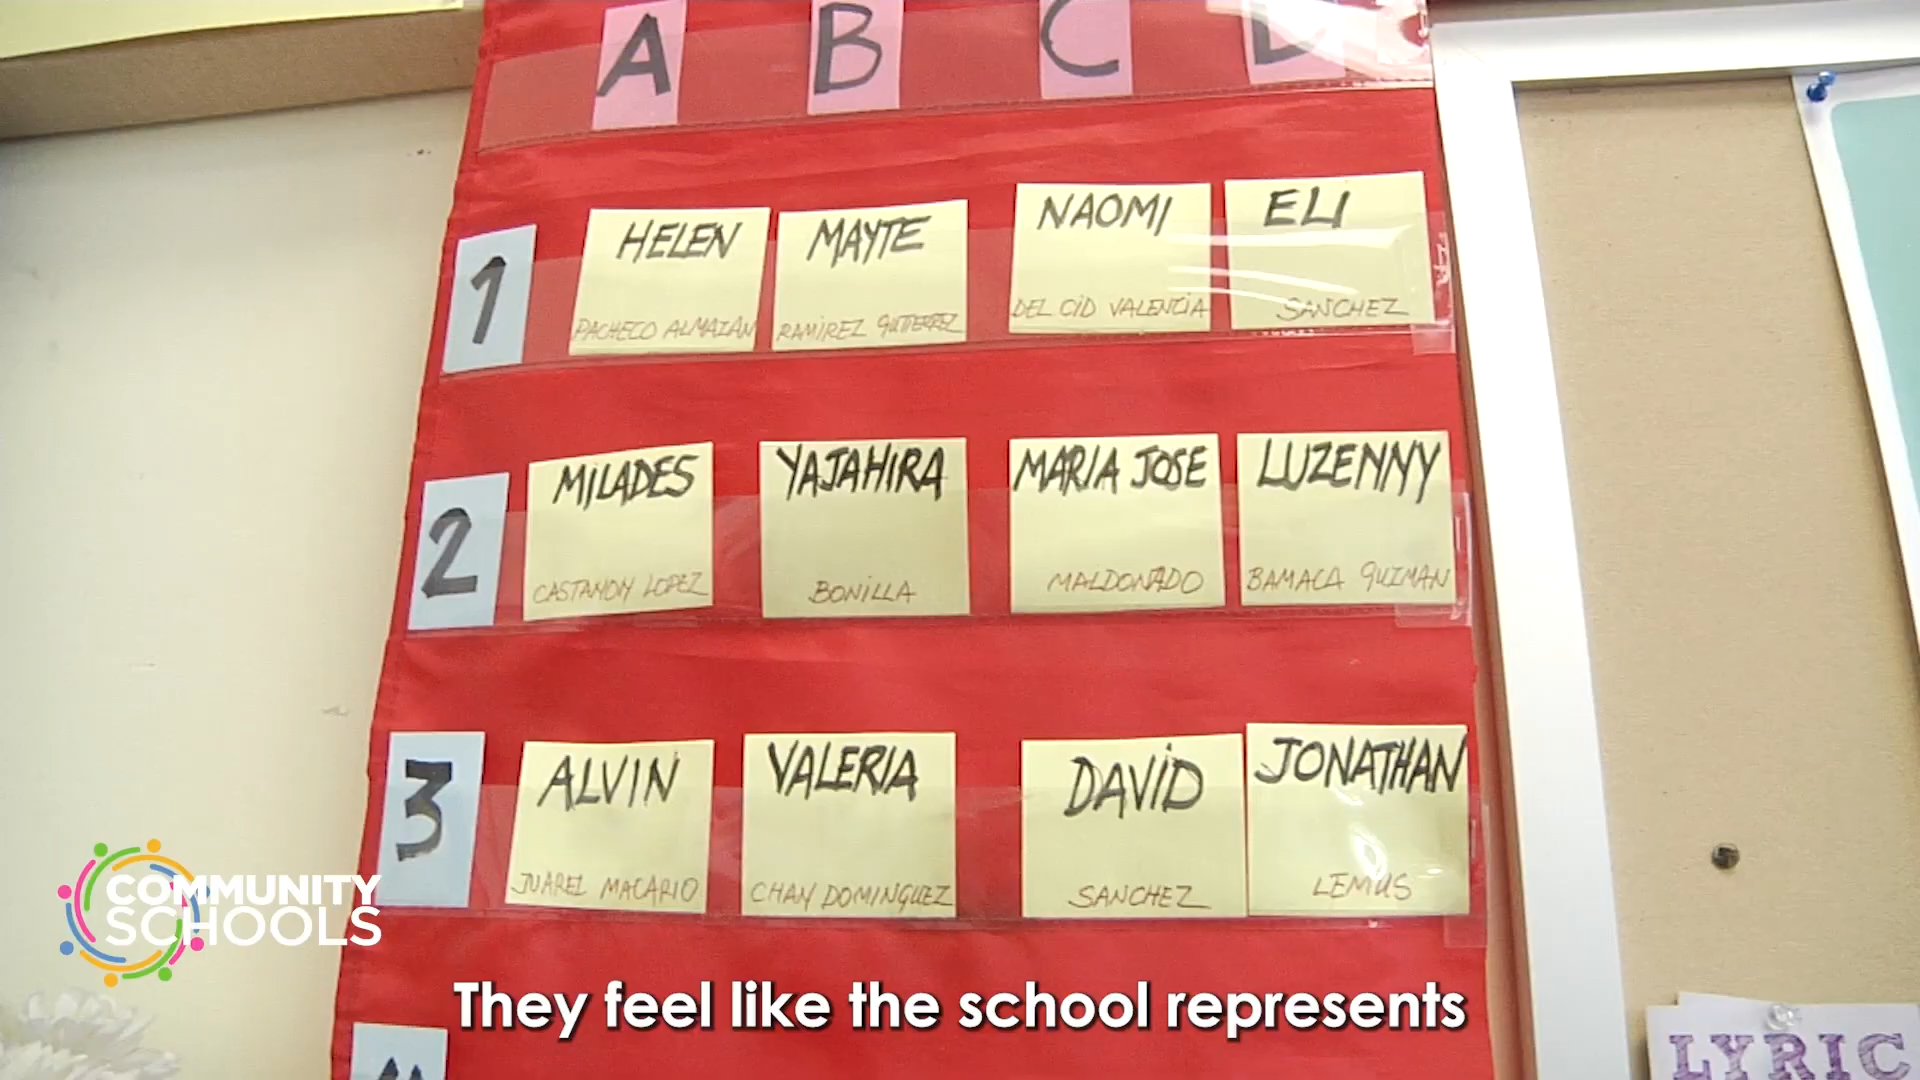 A B C D
1
HELEN
PACHECO ALMAZAN
MAYTE
RAMIREZ GUTIERREZ
NAOMI
DEL CID VALENCIA
ELI
SANCHEZ
2
MILADES
CASTANON LOPEZ
YAJAHIRA
BONILLA
MARIA JOSE
MALDONADO
LUZENNY
BAMACA QUIMAN
3
ALVIN
JUAREZ MACARIO
VALERIA
CHAN DOMINGUEZ
DAVID
SANCHEZ
JONATHAN
LEMUS
COMMUNITY
SCHOOLS
They feel like the school represents
LYRIC